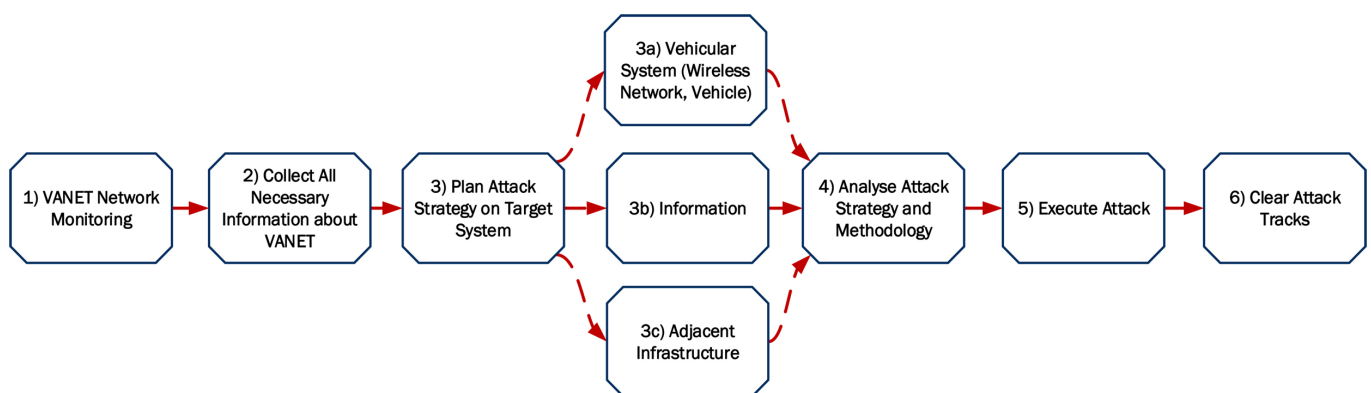 1) VANET Network
Monitoring
2) Collect All
Necessary
Information about
VANET
3) Plan Attack
Strategy on Target
System
3a) Vehicular
System (Wireless
Network, Vehicle)
3b) Information
3c) Adjacent
Infrastructure
4) Analyse Attack
Strategy and
Methodology
5) Execute Attack
6) Clear Attack
Tracks